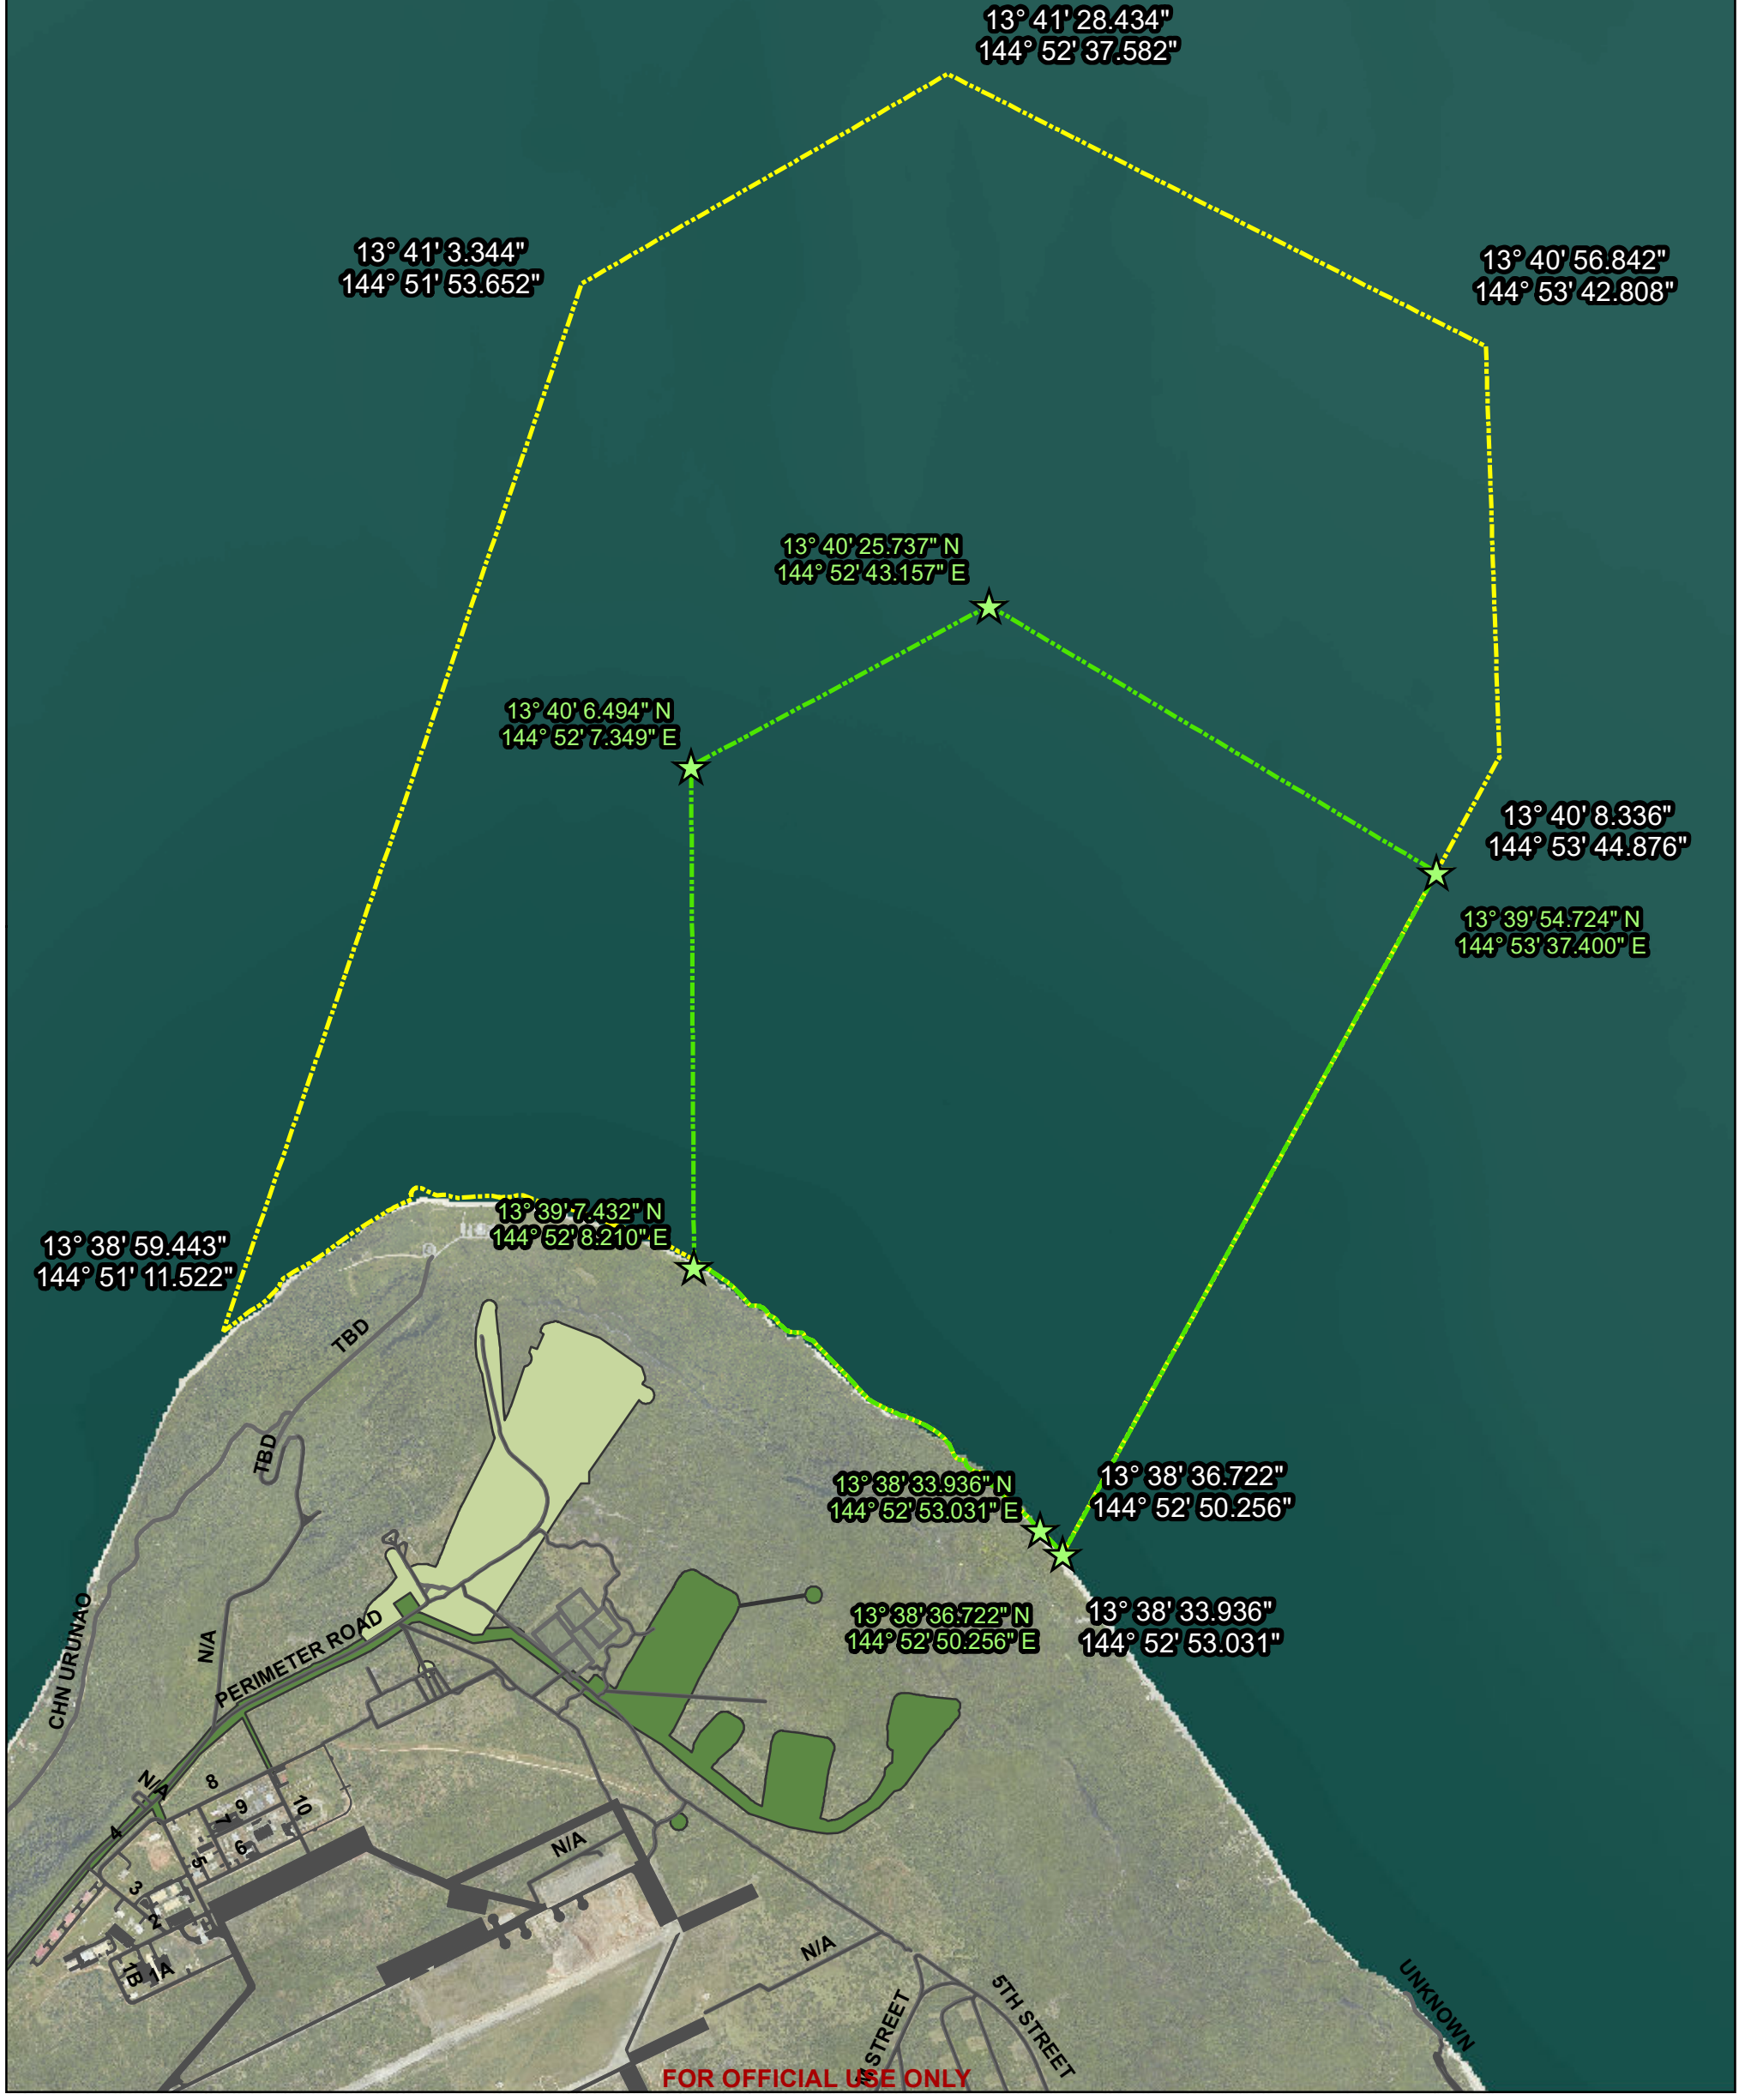 13° 41' 28.434"
144° 52' 37.582"
13° 41' 3.344"
144° 51' 53.652"
13° 40' 56.842"
144° 53' 42.808"
13° 40' 25.737" N
144° 52' 43.157" E
13° 40' 6.494" N
144° 52' 7.349" E
13° 40' 8.336"
144° 53' 44.876"
13° 39' 54.724" N
144° 53' 37.400" E
13° 39' 7.432" N
144° 52' 8.210" E
13° 38' 59.443"
144° 51' 11.522"
TBD
TBD
13° 38' 36.722"
144° 52' 50.256"
13° 38' 33.936" N
144° 52' 53.031" E
13° 38' 36.722" N
144° 52' 50.256" E
13° 38' 33.936"
144° 52' 53.031"
CHN URUNAO
N/A
PERIMETER ROAD
N/A
8
9
10
7
4
6
5
3
2
1B
1A
N/A
N/A
5TH STREET
STREET
UNKNOWN
FOR OFFICIAL USE ONLY